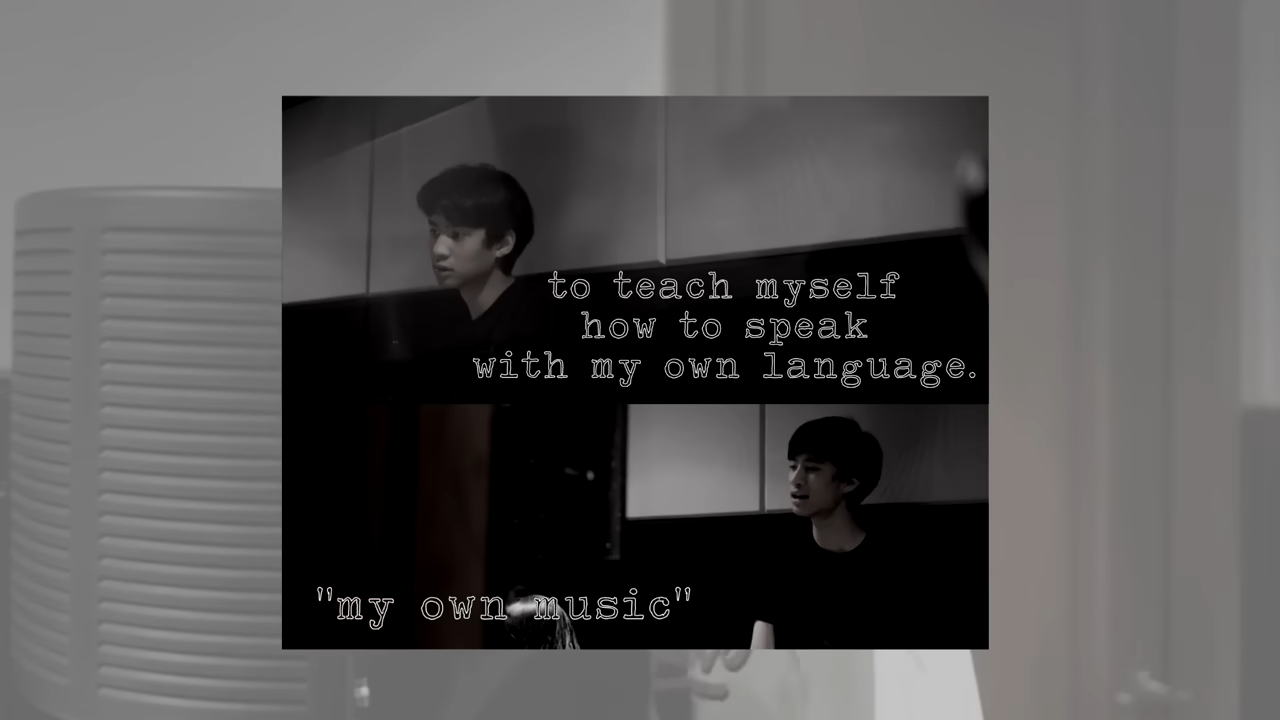 to teach myself
how to speak
with my own language.
"my own music"